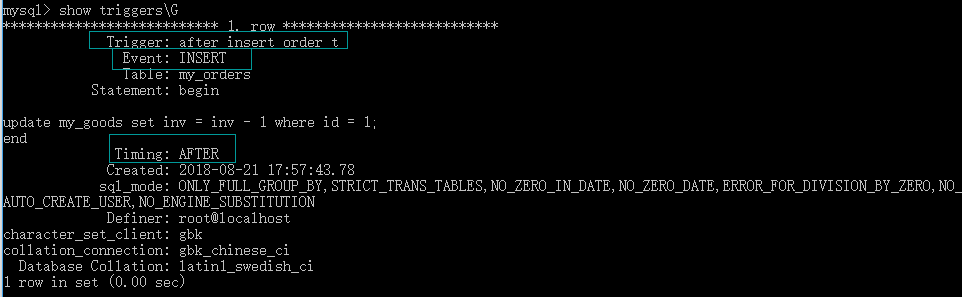 mysql> show triggers\G
*************************** 1. row ***************************
Trigger: after_insert_order_t
Event: INSERT
Table: my_orders
Statement: begin
update my_goods set inv = inv - 1 where id = 1;
end
Timing: AFTER
Created: 2018-08-21 17:57:43.78
sql_mode: ONLY_FULL_GROUP_BY,STRICT_TRANS_TABLES,NO_ZERO_IN_DATE,NO_ZERO_DATE,ERROR_FOR_DIVISION_BY_ZERO,NO_
AUTO_CREATE_USER,NO_ENGINE_SUBSTITUTION
Definer: root@localhost
character_set_client: gbk
collation_connection: gbk_chinese_ci
Database Collation: latin1_swedish_ci
1 row in set (0.00 sec)